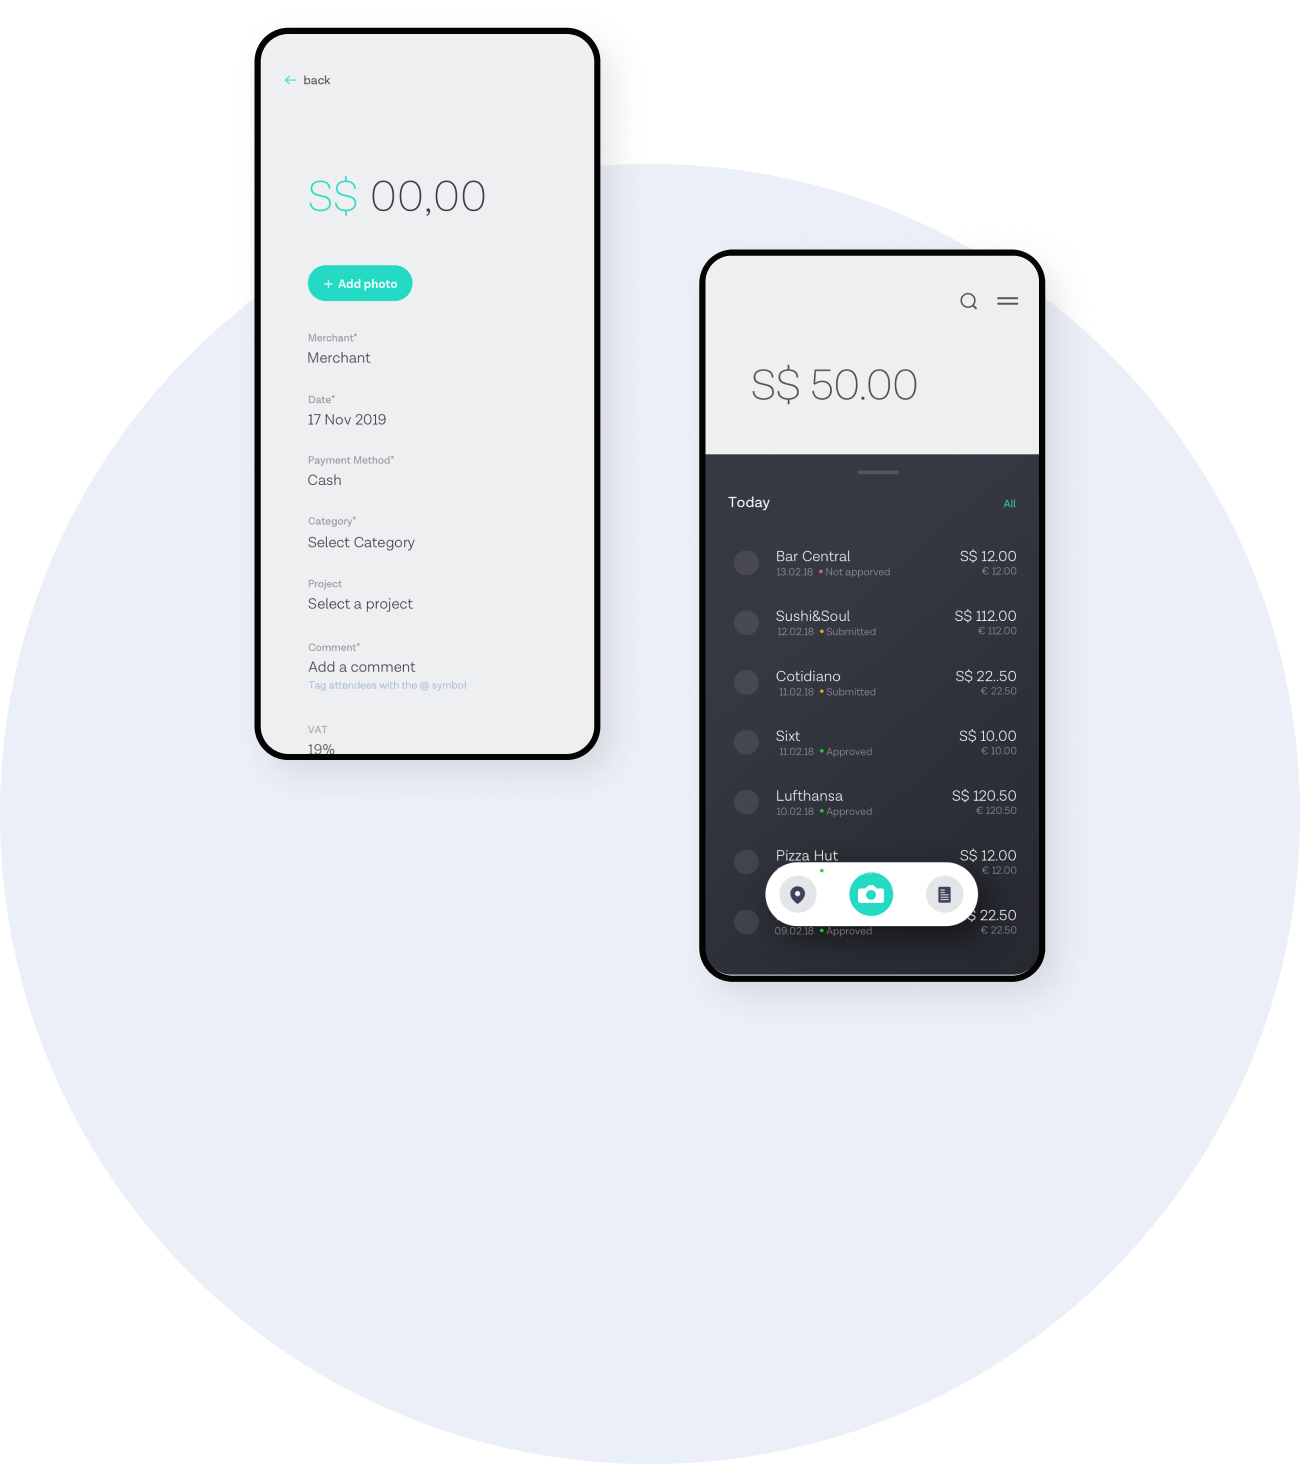 ← back
S$ 00,00
+ Add photo
Merchant*
Merchant
Date*
17 Nov 2019
Payment Method*
Cash
Category*
Select Category
Project
Select a project
Comment*
Add a comment
Tag attendees with the @ symbol
VAT
19%
S$ 50.00
Today All
Bar Central S$ 12.00
13.02.18 • Not apporved € 12.00
Sushi&Soul S$ 112.00
12.02.18 • Submitted € 112.00
Cotidiano S$ 22..50
11.02.18 • Submitted € 22.50
Sixt S$ 10.00
11.02.18 • Approved € 10.00
Lufthansa S$ 120.50
10.02.18 • Approved € 120.50
Pizza Hut S$ 12.00
€ 12.00
$ 22.50
09.02.18 • Approved € 22.50